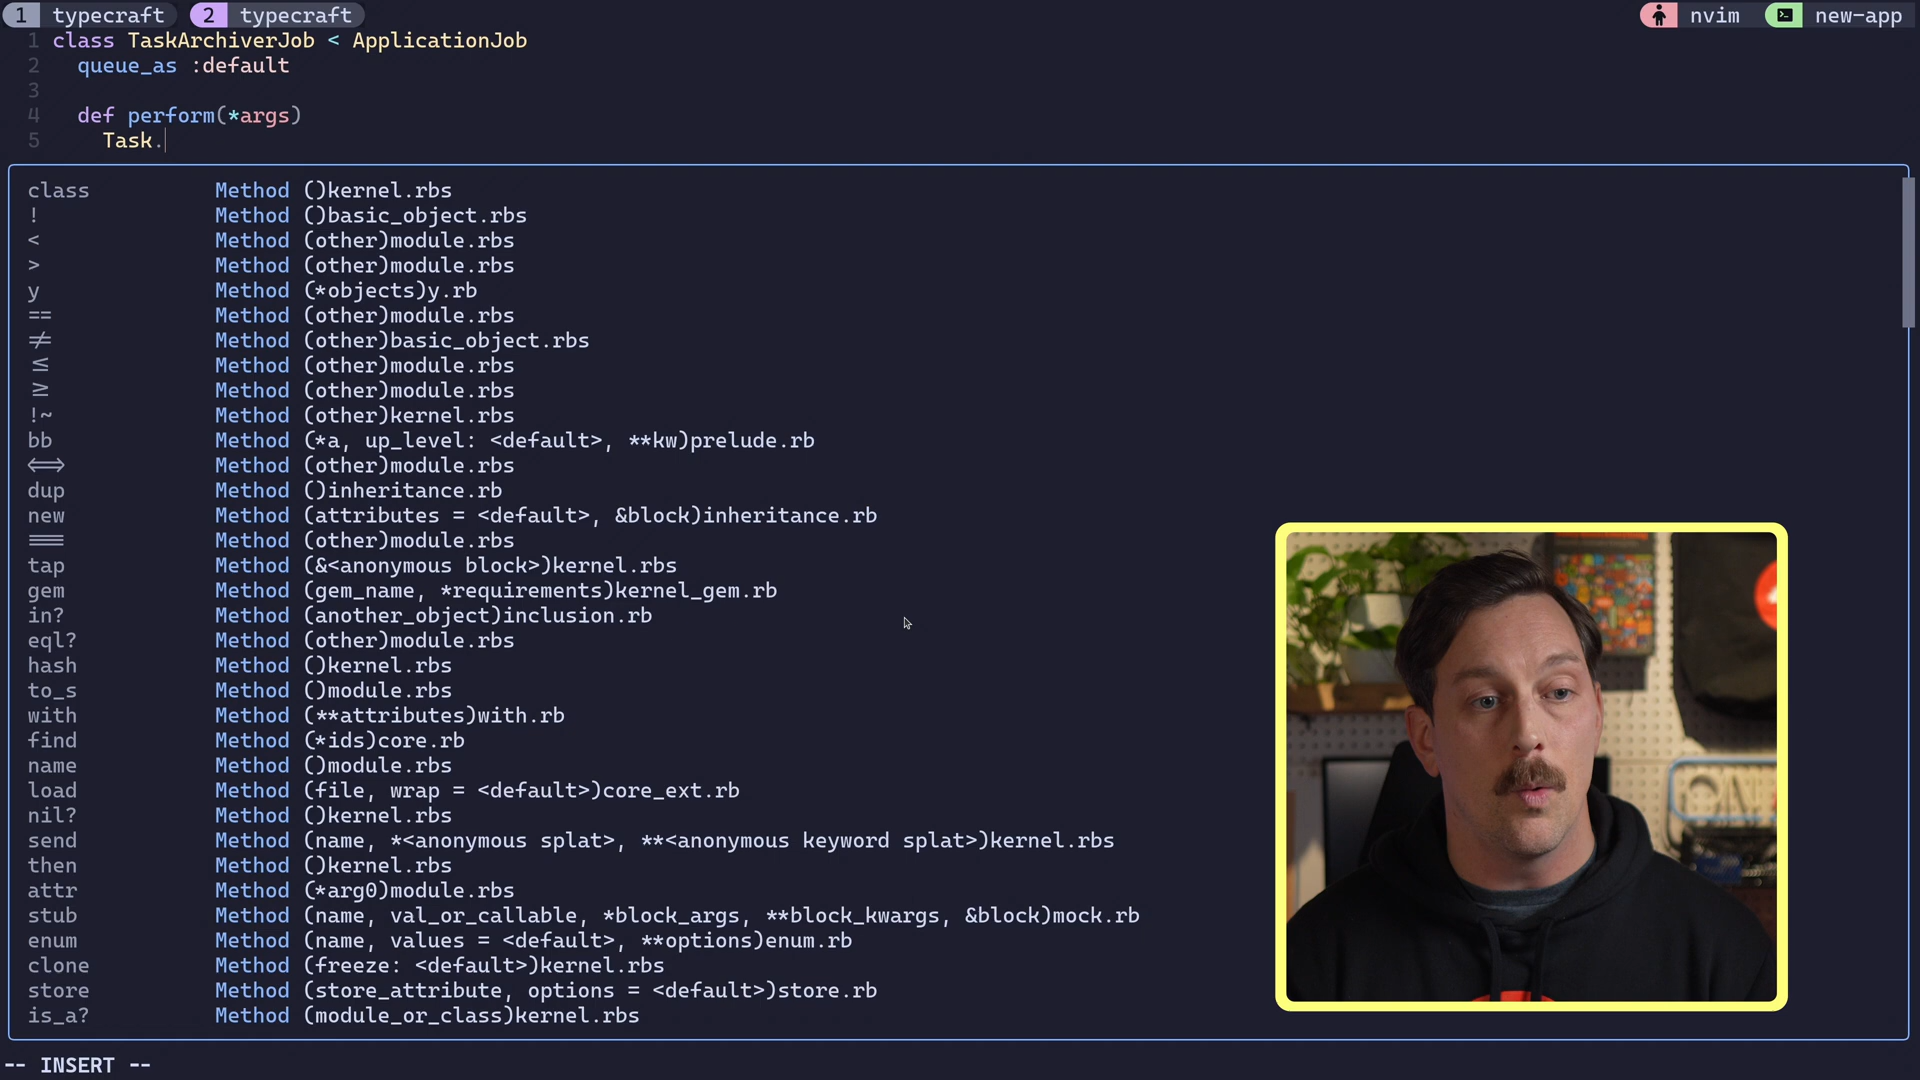 1 typecraft 2 typecraft nvim new-app
1 class TaskArchiverJob < ApplicationJob
2 queue_as :default
3
4 def perform(*args)
5 Task.
class Method ()kernel.rbs
! Method ()basic_object.rbs
< Method (other)module.rbs
> Method (other)module.rbs
y Method (*objects)y.rb
== Method (other)module.rbs
≠ Method (other)basic_object.rbs
≤ Method (other)module.rbs
≥ Method (other)module.rbs
!~ Method (other)kernel.rbs
bb Method (*a, up_level: <default>, **kw)prelude.rb
⟺ Method (other)module.rbs
dup Method ()inheritance.rb
new Method (attributes = <default>, &block)inheritance.rb
≡ Method (other)module.rbs
tap Method (&<anonymous block>)kernel.rbs
gem Method (gem_name, *requirements)kernel_gem.rb
in? Method (another_object)inclusion.rb
eql? Method (other)module.rbs
hash Method ()kernel.rbs
to_s Method ()module.rbs
with Method (**attributes)with.rb
find Method (*ids)core.rb
name Method ()module.rbs
load Method (file, wrap = <default>)core_ext.rb
nil? Method ()kernel.rbs
send Method (name, *<anonymous splat>, **<anonymous keyword splat>)kernel.rbs
then Method ()kernel.rbs
attr Method (*arg0)module.rbs
stub Method (name, val_or_callable, *block_args, **block_kwargs, &block)mock.rb
enum Method (name, values = <default>, **options)enum.rb
clone Method (freeze: <default>)kernel.rbs
store Method (store_attribute, options = <default>)store.rb
is_a? Method (module_or_class)kernel.rbs
-- INSERT --